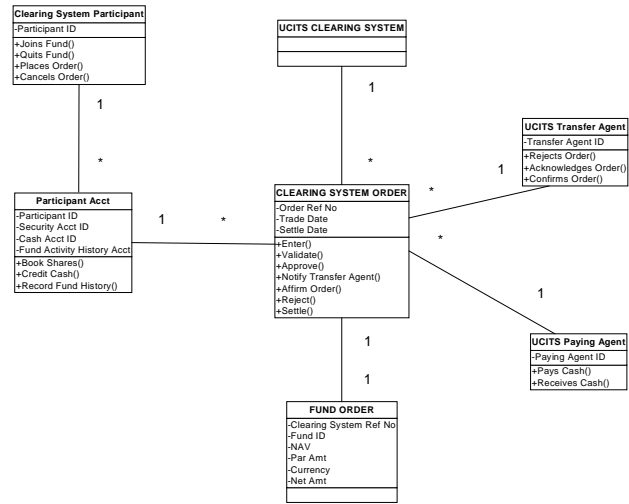 Clearing System Participant
-Participant ID
+Joins Fund()
+Quits Fund()
+Places Order()
+Cancels Order()
1
*
Participant Acct
-Participant ID
-Security Acct ID
-Cash Acct ID
-Fund Activity History Acct
+Book Shares()
+Credit Cash()
+Record Fund History()
1
*
UCITS CLEARING SYSTEM
1
*
CLEARING SYSTEM ORDER
-Order Ref No
-Trade Date
-Settle Date
+Enter()
+Validate()
+Approve()
+Notify Transfer Agent()
+Affirm Order()
+Reject()
+Settle()
1
1
FUND ORDER
-Clearing System Ref No
-Fund ID
-NAV
-Par Amt
-Currency
-Net Amt
UCITS Transfer Agent
-Transfer Agent ID
+Rejects Order()
+Acknowledges Order()
+Confirms Order()
1
*
*
1
UCITS Paying Agent
-Paying Agent ID
+Pays Cash()
+Receives Cash()